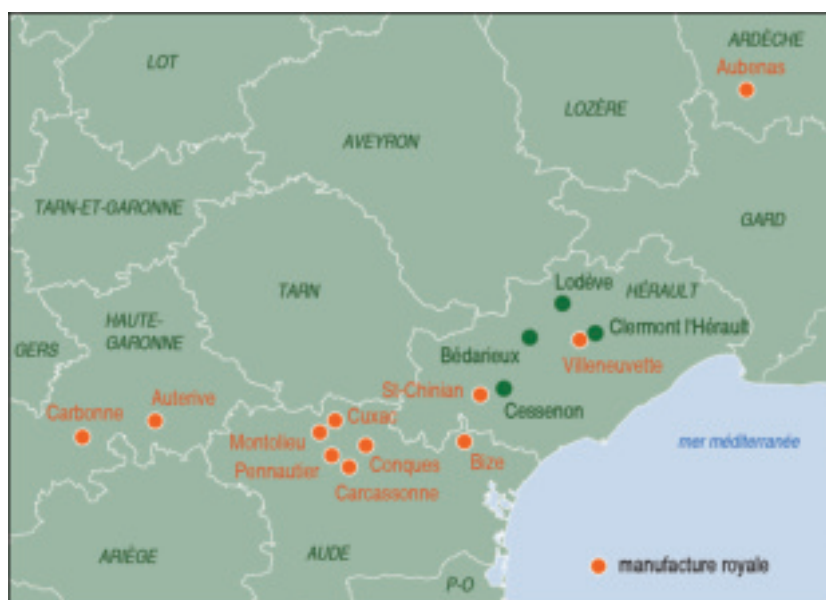 ARDÈCHE
Aubenas
LOT
LOZÈRE
AVEYRON
TARN-ET-GARONNE
GARD
Lodève
HÉRAULT
TARN
HAUTE-
GARONNE
Clermont l'Hérault
GERS
Bédarieux
Villeneuvette
St-Chinian
Cessenon
Auterive
Carbonne
Cuxac
Montolieu
Bize
mer méditerranée
Conques
Pennautier
Carcassonne
ARIÈGE
AUDE
manufacture royale
P-O